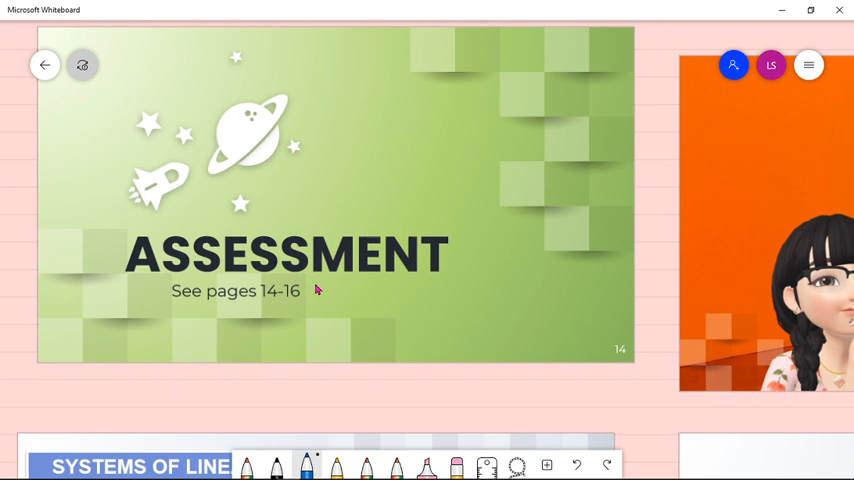 Microsoft Whiteboard
LS
ASSESSMENT
See pages 14-16
14
SYSTEMS OF LINE